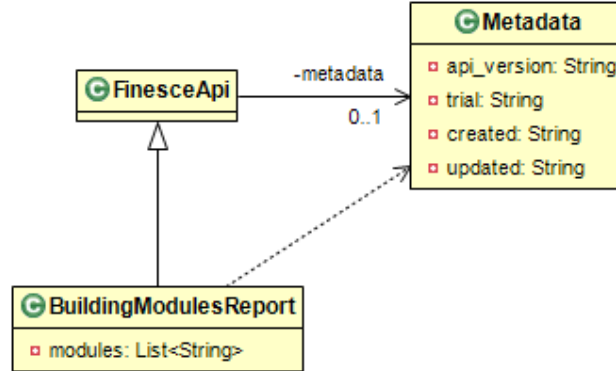 Metadata
api_version: String
trial: String
created: String
updated: String
FinesceApi
-metadata
0..1
BuildingModulesReport
modules: List<String>